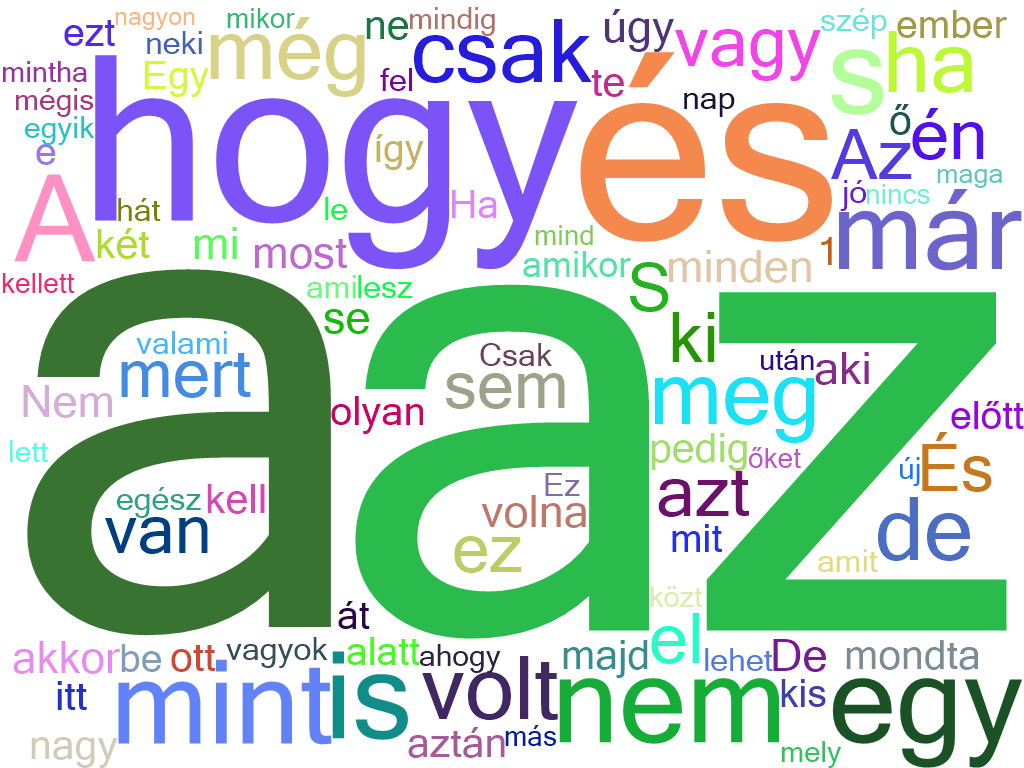 nagyon mikor ne mindig szép ember
ezt neki még csak úgy vagy s ha
mintha Egy fel te nap ő én
mégis hogy és Az
egyik e így maga
A hát le Ha jó nincs már
két mi most mind amikor minden 1
kellett ami lesz se S ki
a az
valami mert Csak sem után aki
Nem olyan meg előtt
lett pedig őket új És
egész kell Ez azt
van volna ez mit de
amit
át közt
akkor be ott vagyok alatt ahogy majd el lehet De mondta
itt mint is volt nem kis egy
nagy aztán más mely